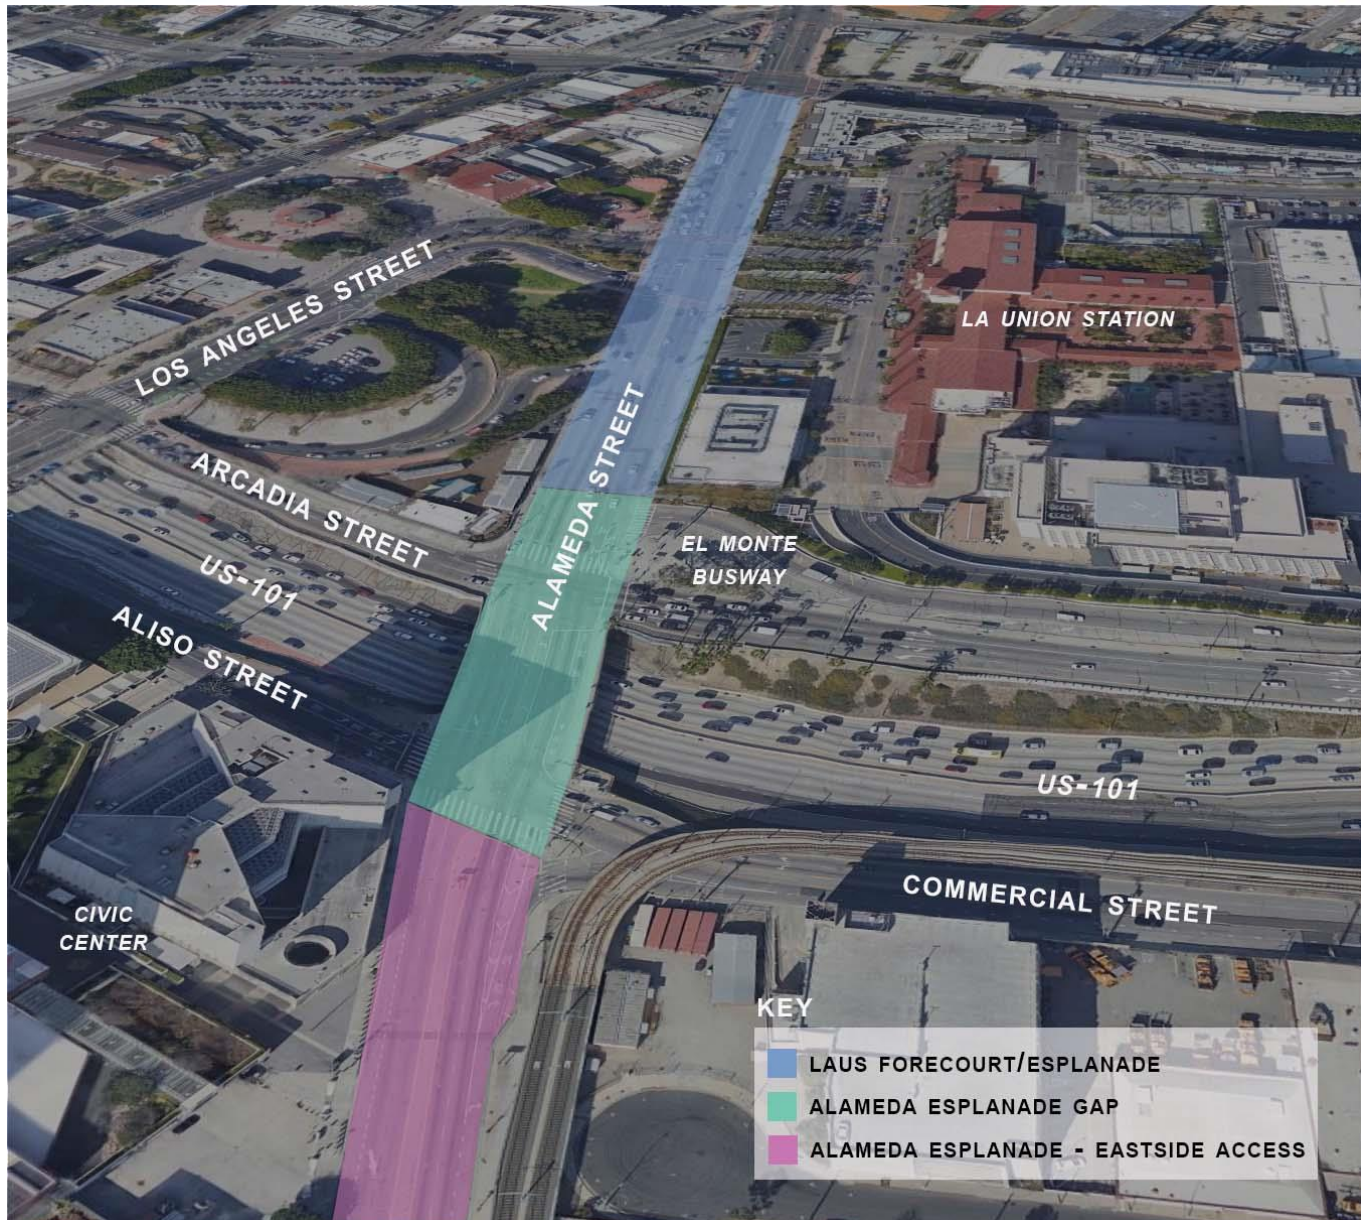 LOS ANGELES STREET
LA UNION STATION
ALAMEDA STREET
ARCADIA STREET
EL MONTE
BUSWAY
US-101
ALISO STREET
US-101
COMMERCIAL STREET
CIVIC
CENTER
KEY
LAUS FORECOURT/ESPLANADE
ALAMEDA ESPLANADE GAP
ALAMEDA ESPLANADE - EASTSIDE ACCESS